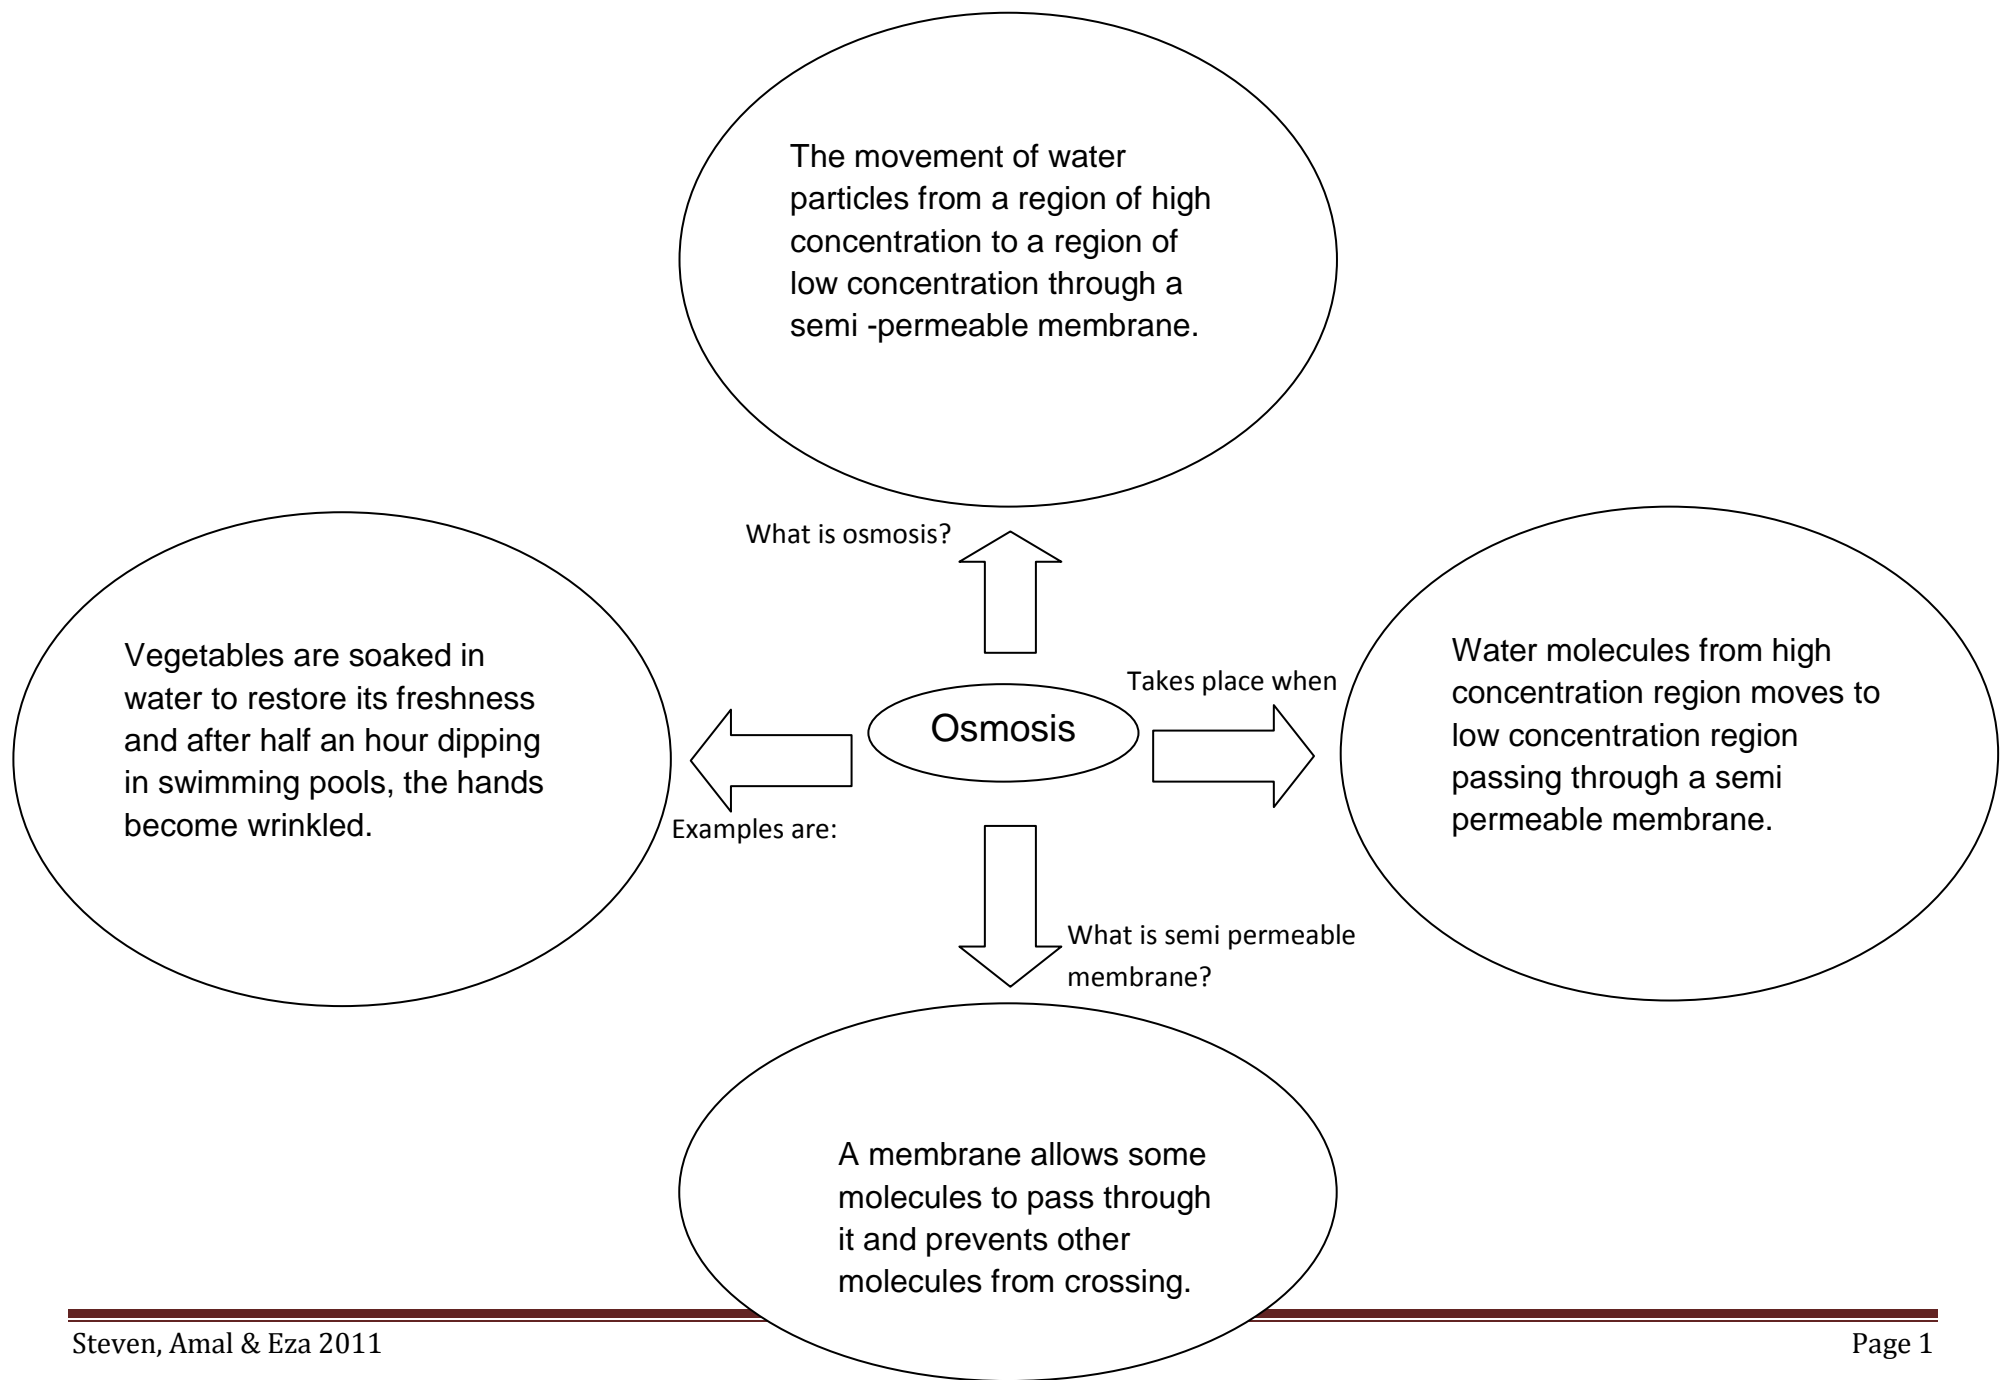 The movement of water
particles from a region of high
concentration to a region of
low concentration through a
semi -permeable membrane.
What is osmosis?
Vegetables are soaked in
water to restore its freshness
and after half an hour dipping
in swimming pools, the hands
become wrinkled.
Examples are:
Osmosis
Takes place when
Water molecules from high
concentration region moves to
low concentration region
passing through a semi
permeable membrane.
What is semi permeable
membrane?
A membrane allows some
molecules to pass through
it and prevents other
molecules from crossing.
Steven, Amal & Eza 2011
Page 1